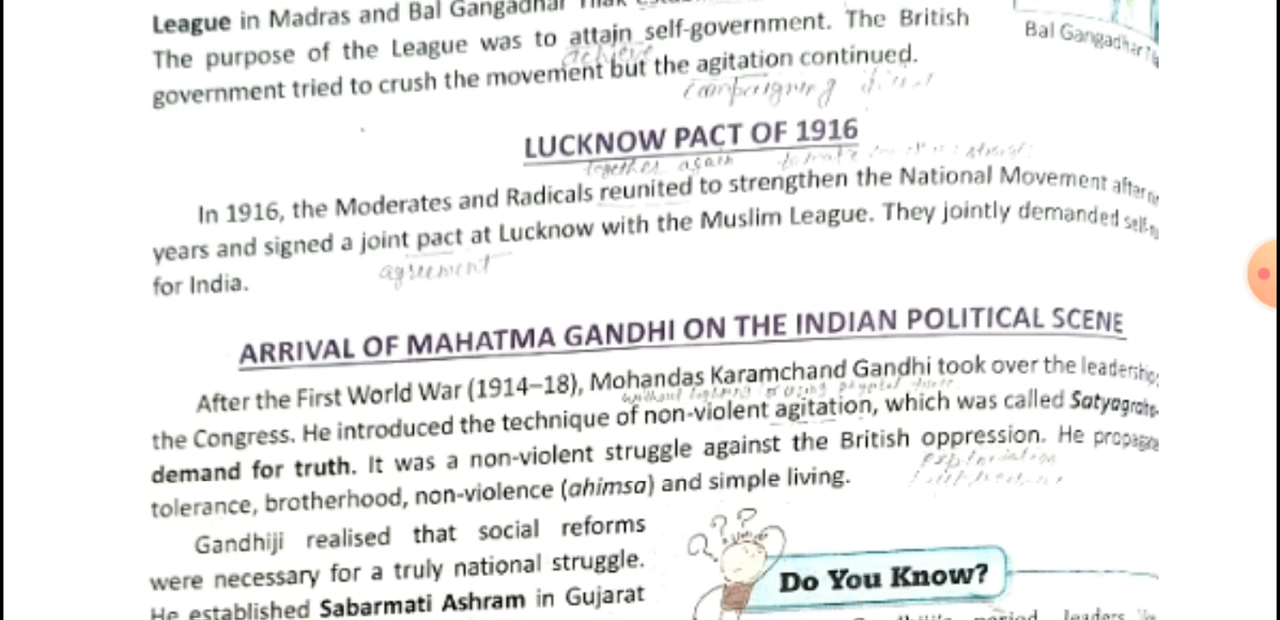 League in Madras and Bal Gangadhar Tilak
The purpose of the League was to attain self-government. The British
achieve
government tried to crush the movement but the agitation continued.
campaigning
Bal Gangadhar
LUCKNOW PACT OF 1916
together again
In 1916, the Moderates and Radicals reunited to strengthen the National Movement after
years and signed a joint pact at Lucknow with the Muslim League. They jointly demanded self-
agreement
for India.
ARRIVAL OF MAHATMA GANDHI ON THE INDIAN POLITICAL SCENE
After the First World War (1914–18), Mohandas Karamchand Gandhi took over the leadership
without fighting or using physical
the Congress. He introduced the technique of non-violent agitation, which was called Satyagraha
demand for truth. It was a non-violent struggle against the British oppression. He
tolerance, brotherhood, non-violence (ahimsa) and simple living.
Gandhiji realised that social reforms
were necessary for a truly national struggle.
He established Sabarmati Ashram in Gujarat
Do You Know?
period leaders